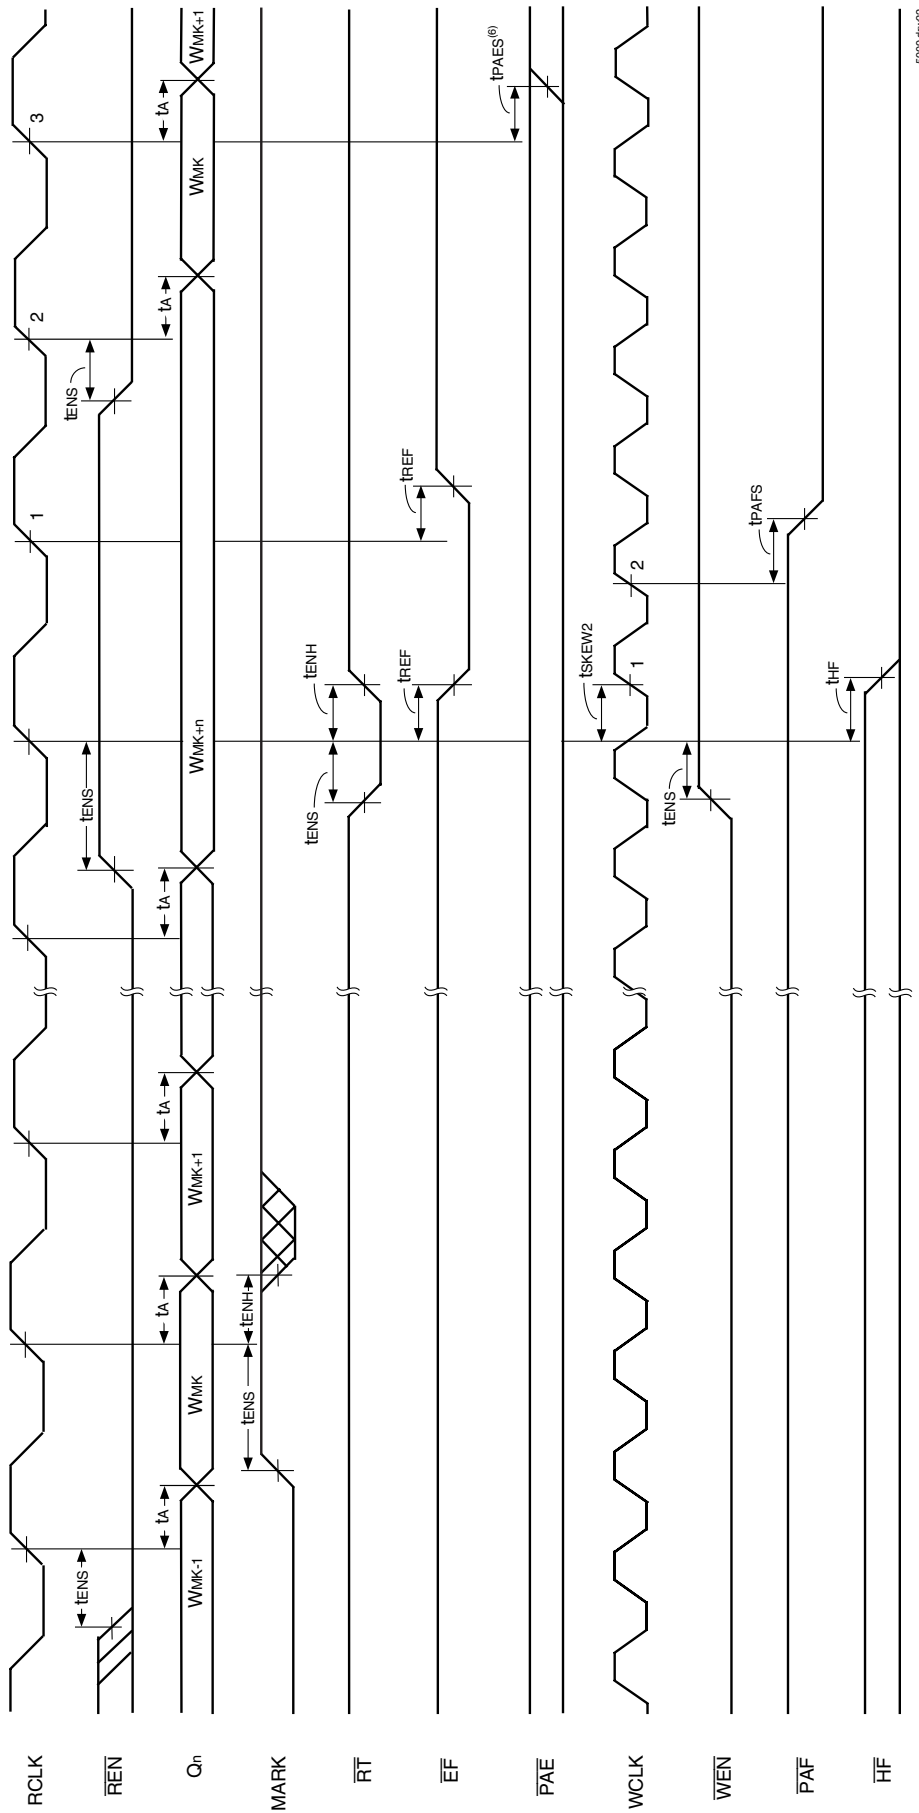 RCLK
1
2
3
REN
tENS
tENS
tENS
tA
tA
tA
tA
tA
tA
Qn
WMK-1
WMK
WMK+1
WMK+n
WMK
WMK+1
MARK
tENS
tENH
RT
tENS
tENH
EF
tREF
tREF
PAE
tPAES(6)
WCLK
tSKEW2
1
2
WEN
tENS
PAF
tPAFS
HF
tHF